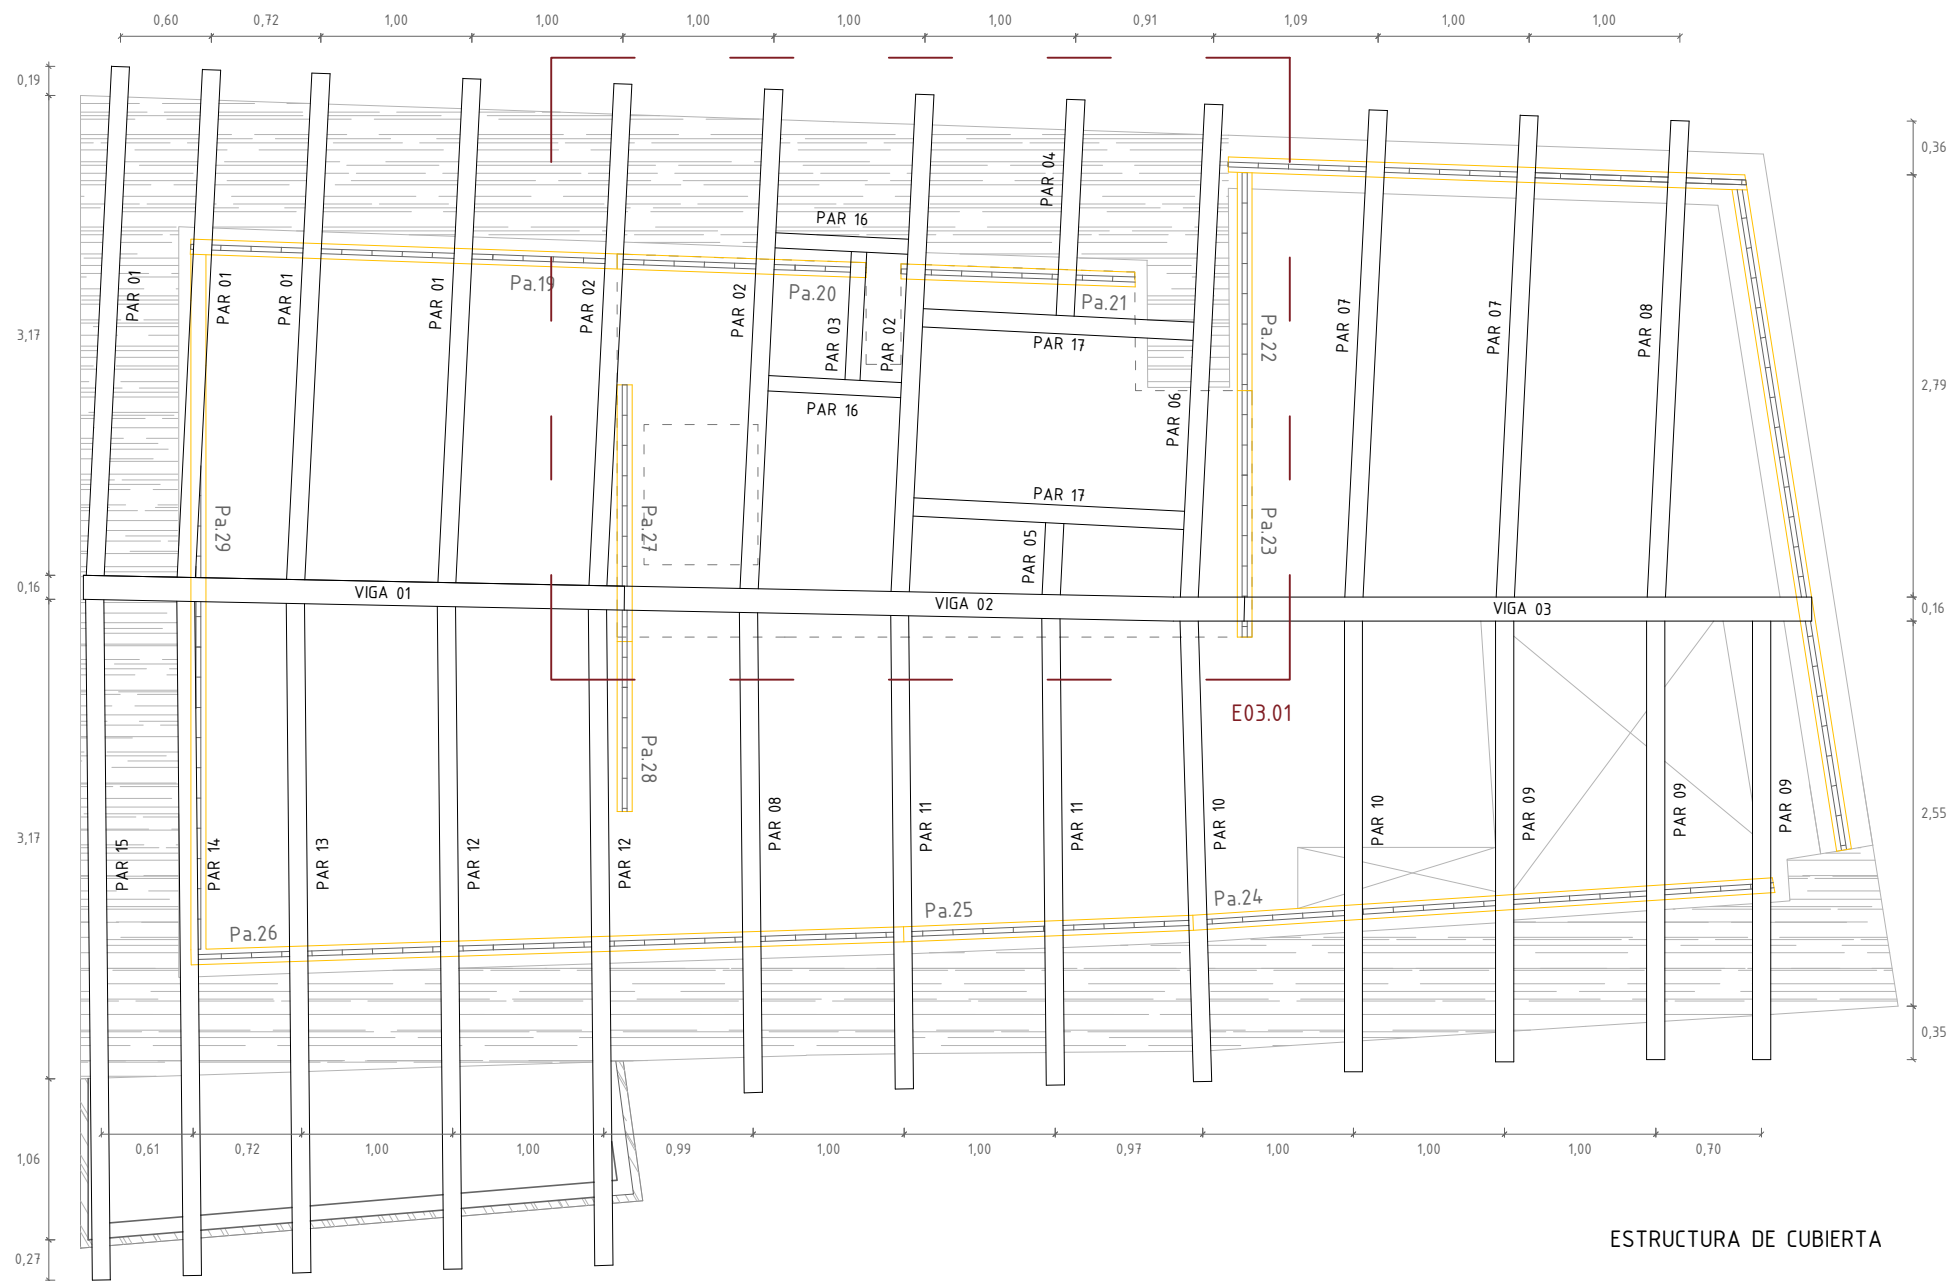 0,60 0,72 1,00 1,00 1,00 1,00 1,00 0,91 1,09 1,00 1,00
0,19
0,36
PAR 04
PAR 16
PAR 01 PAR 01 PAR 01 PAR 01 Pa.19 PAR 02 PAR 02 Pa.20 PAR 03 PAR 02 Pa.21
3,17
PAR 17
Pa.22
PAR 07 PAR 07 PAR 08
2,79
PAR 16
PAR 06
PAR 17
Pa.29
Pa.27
PAR 05
Pa.23
0,16
VIGA 01
VIGA 02
VIGA 03
0,16
E03.01
Pa.28
3,17
PAR 15 PAR 14 PAR 13 PAR 12 PAR 12 PAR 08 PAR 11 PAR 11 PAR 10 PAR 10 PAR 09 PAR 09 PAR 09
2,55
Pa.26
Pa.25
Pa.24
0,35
0,61 0,72 1,00 1,00 0,99 1,00 1,00 0,97 1,00 1,00 1,00 0,70
1,06
0,27
ESTRUCTURA DE CUBIERTA